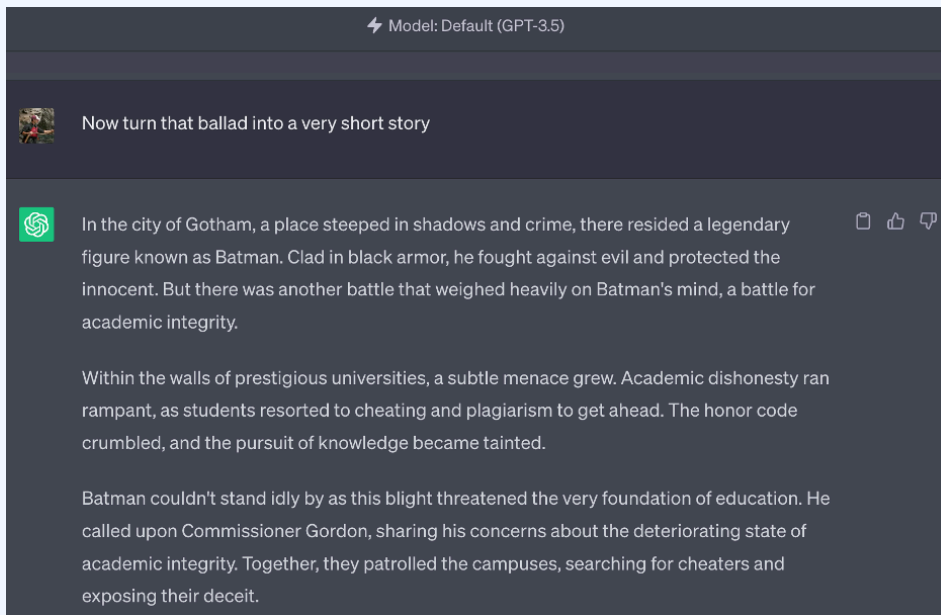 Model: Default (GPT-3.5)
Now turn that ballad into a very short story
In the city of Gotham, a place steeped in shadows and crime, there resided a legendary
figure known as Batman. Clad in black armor, he fought against evil and protected the
innocent. But there was another battle that weighed heavily on Batman's mind, a battle for
academic integrity.
Within the walls of prestigious universities, a subtle menace grew. Academic dishonesty ran
rampant, as students resorted to cheating and plagiarism to get ahead. The honor code
crumbled, and the pursuit of knowledge became tainted.
Batman couldn't stand idly by as this blight threatened the very foundation of education. He
called upon Commissioner Gordon, sharing his concerns about the deteriorating state of
academic integrity. Together, they patrolled the campuses, searching for cheaters and
exposing their deceit.